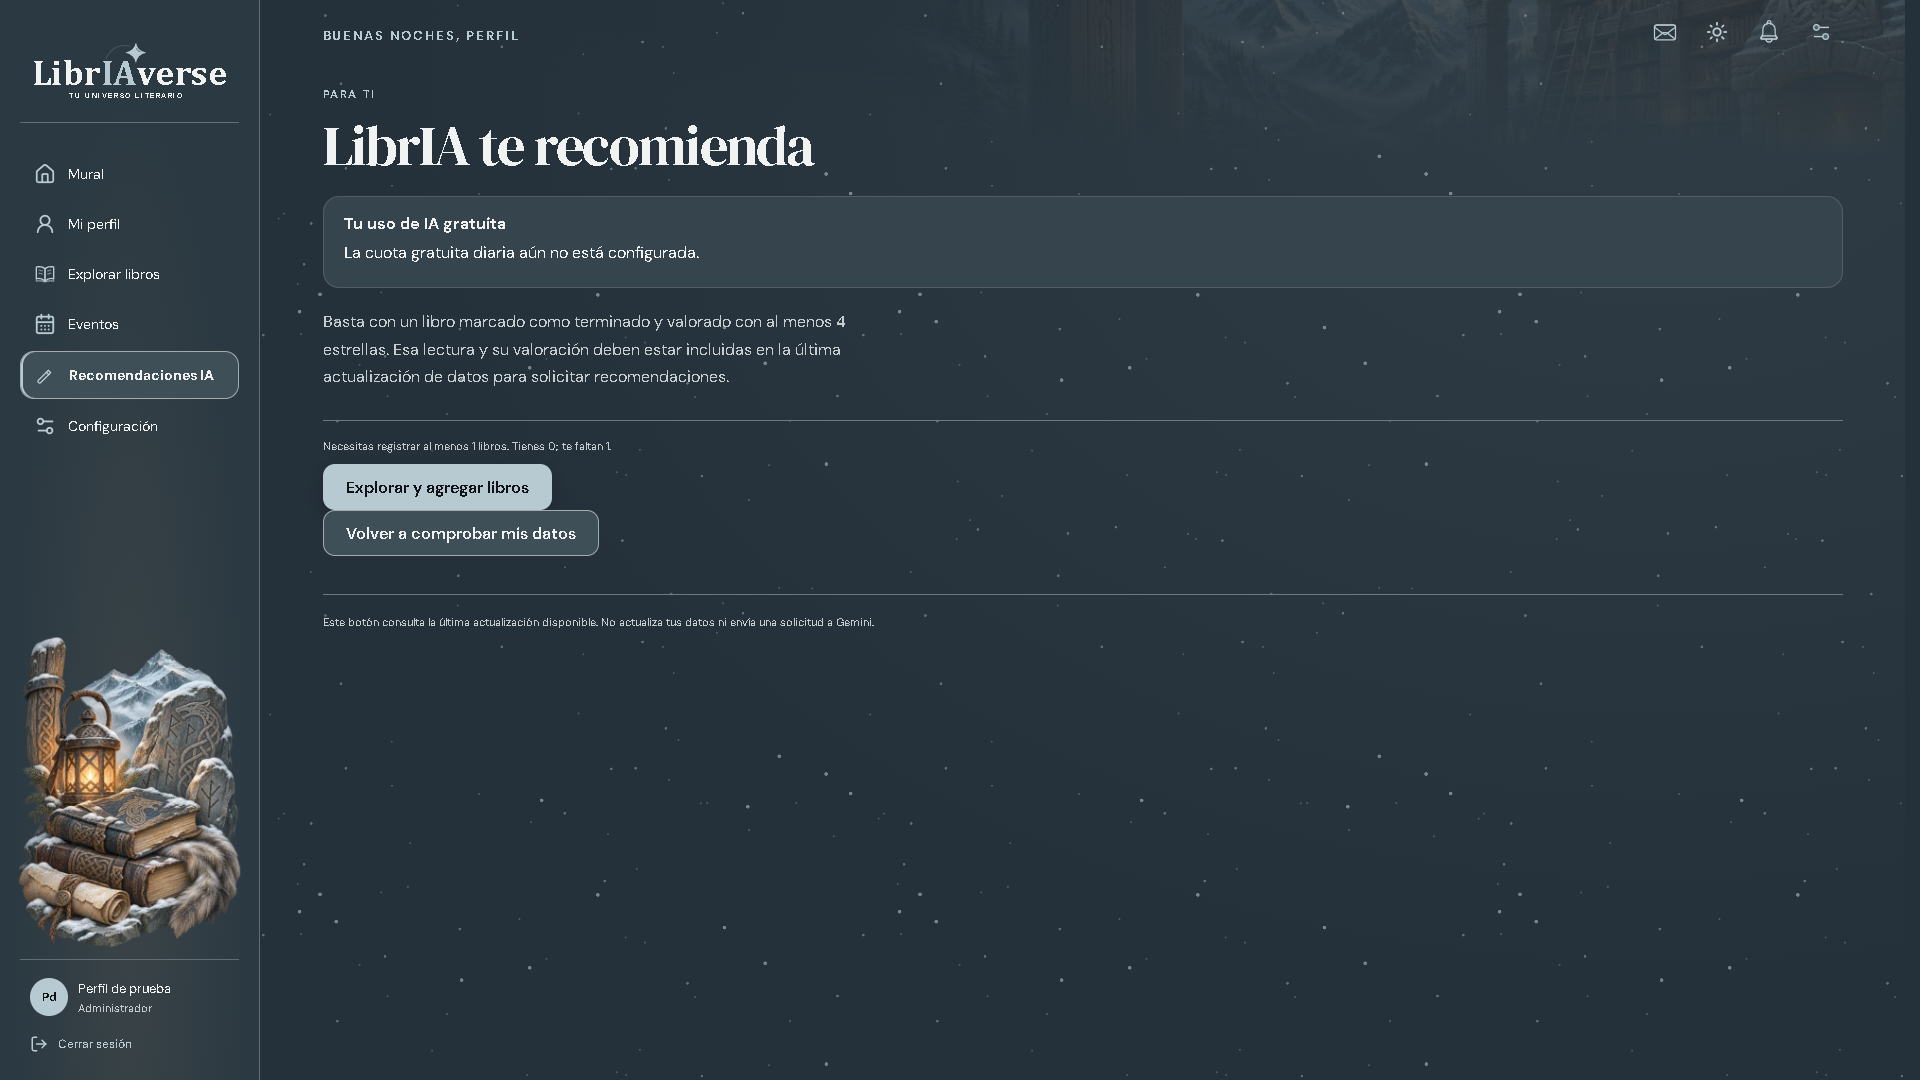 LibrIAverse
TU UNIVERSO LITERARIO
Mural
Mi perfil
Explorar libros
Eventos
Recomendaciones IA
Configuración
Pd
Perfil de prueba
Administrador
Cerrar sesión
BUENAS NOCHES, PERFIL
PARA TI
LibrIA te recomienda
Tu uso de IA gratuita
La cuota gratuita diaria aún no está configurada.
Basta con un libro marcado como terminado y valorado con al menos 4
estrellas. Esa lectura y su valoración deben estar incluidas en la última
actualización de datos para solicitar recomendaciones.
Necesitas registrar al menos 1 libros. Tienes 0; te faltan 1.
Explorar y agregar libros
Volver a comprobar mis datos
Este botón consulta la última actualización disponible. No actualiza tus datos ni envía una solicitud a Gemini.